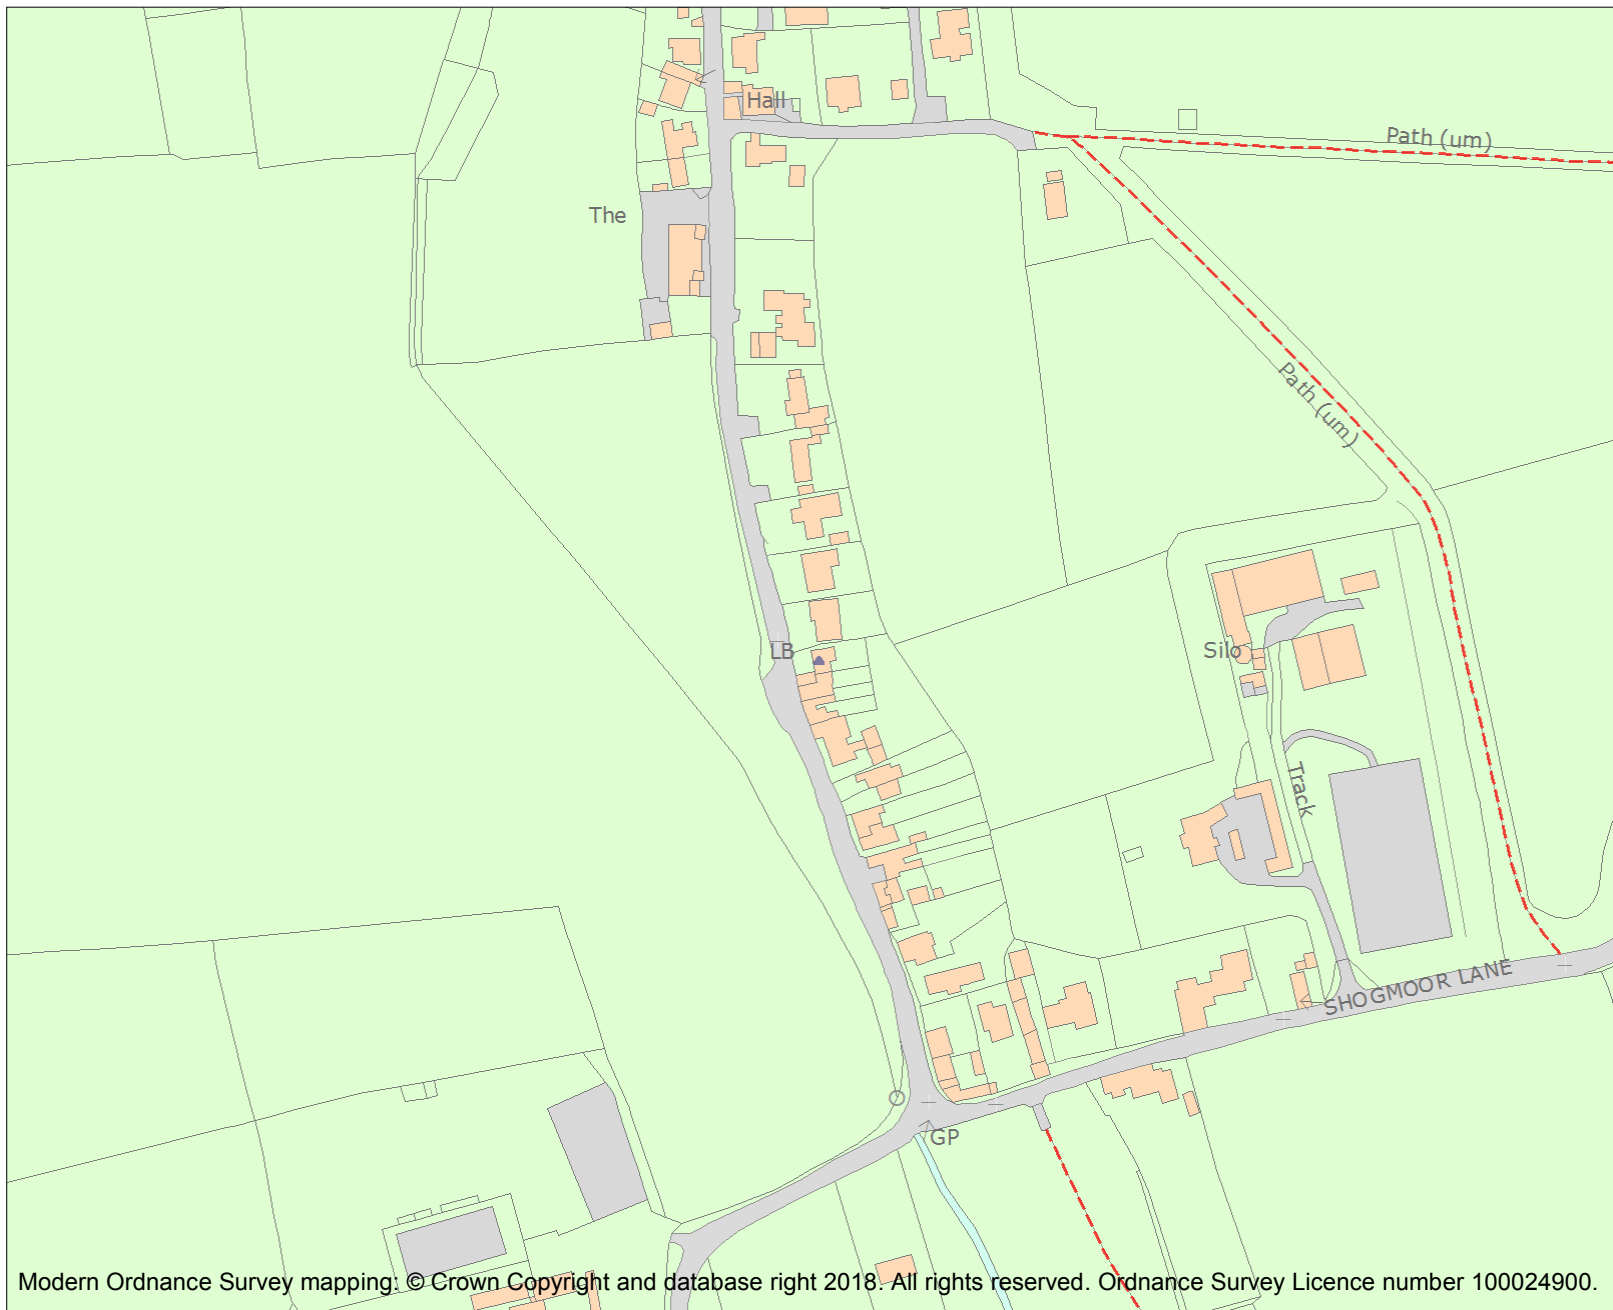 Hall
Path (um)
The
Path (um)
LB
Silo
Track
SHOGMOOR LANE
GP
Modern Ordnance Survey mapping: © Crown Copyright and database right 2018. All rights reserved. Ordnance Survey Licence number 100024900.